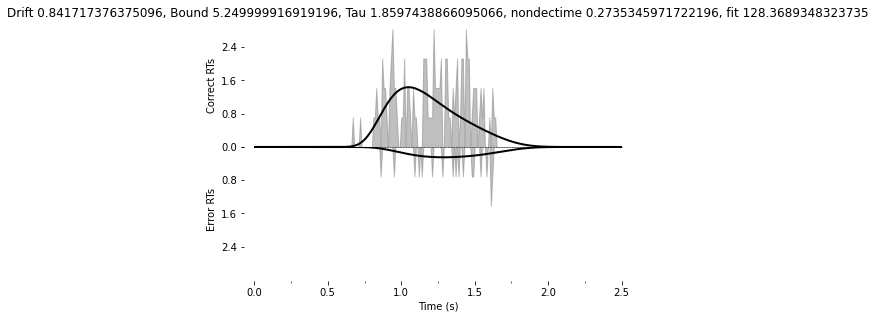 Drift 0.841717376375096, Bound 5.249999916919196, Tau 1.8597438866095066, nondectime 0.2735345971722196, fit 128.3689348323735
2.4
1.6
0.8
0.0
0.8
1.6
2.4
Correct RTs
Error RTs
0.0 0.5 1.0 1.5 2.0 2.5
Time (s)